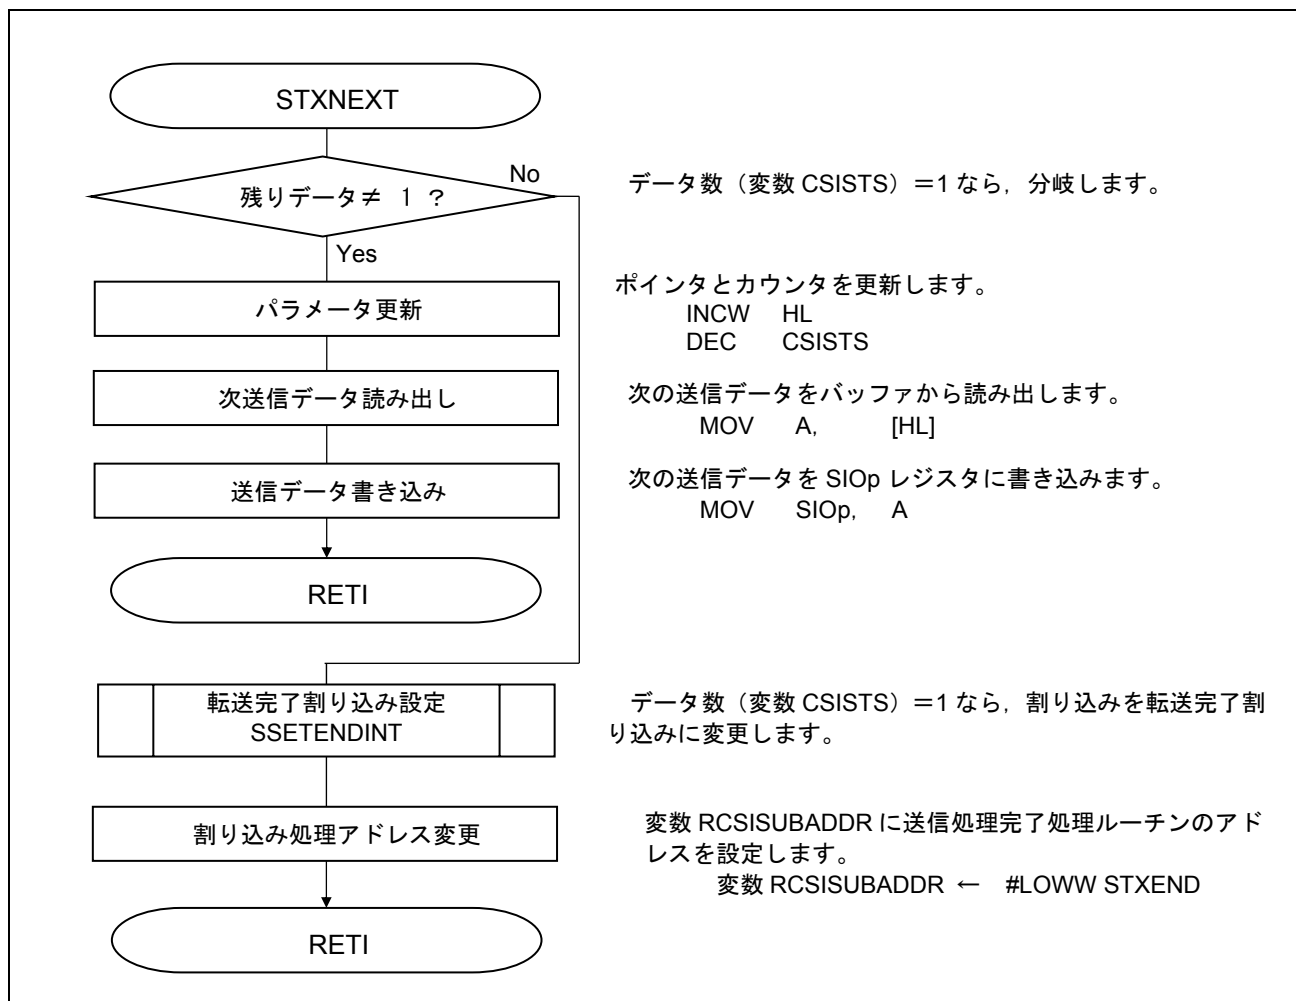 STXNEXT
残りデータ≠ 1 ?
No
データ数(変数 CSISTS)=1 なら，分岐します。
Yes
パラメータ更新
ポインタとカウンタを更新します。
INCW HL
DEC CSISTS
次送信データ読み出し
次の送信データをバッファから読み出します。
MOV A, [HL]
送信データ書き込み
次の送信データを SIOp レジスタに書き込みます。
MOV SIOp, A
RETI
転送完了割り込み設定
SSETENDINT
データ数(変数 CSISTS)=1 なら，割り込みを転送完了割
り込みに変更します。
割り込み処理アドレス変更
変数 RCSISUBADDR に送信処理完了処理ルーチンのアド
レスを設定します。
変数 RCSISUBADDR ← #LOWW STXEND
RETI